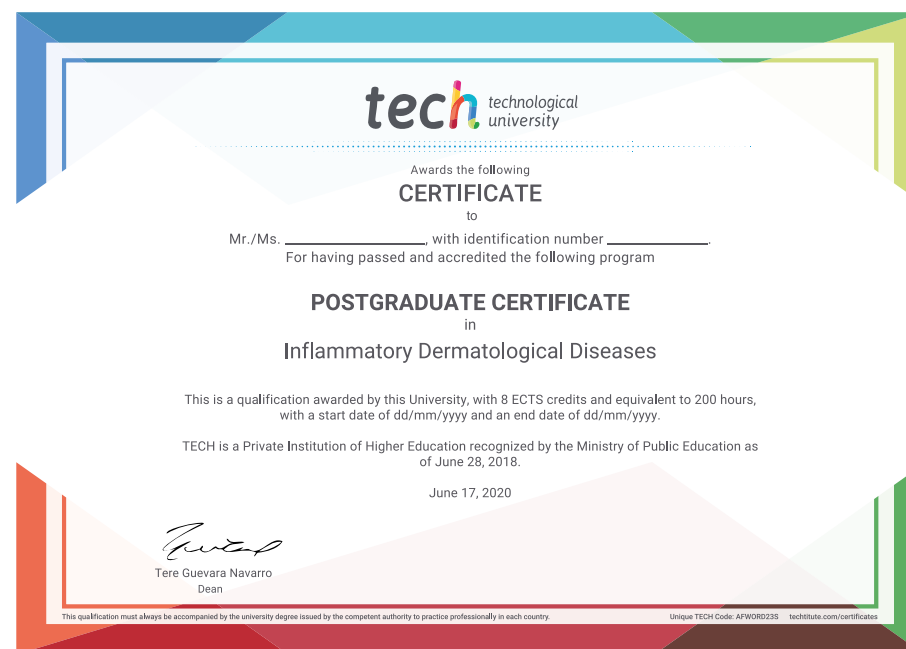 tech technological
university
Awards the following
CERTIFICATE
to
Mr./Ms. ____________________, with identification number ______________.
For having passed and accredited the following program
POSTGRADUATE CERTIFICATE
in
Inflammatory Dermatological Diseases
This is a qualification awarded by this University, with 8 ECTS credits and equivalent to 200 hours,
with a start date of dd/mm/yyyy and an end date of dd/mm/yyyy.
TECH is a Private Institution of Higher Education recognized by the Ministry of Public Education as
of June 28, 2018.
June 17, 2020
Tere Guevara Navarro
Dean
This qualification must always be accompanied by the university degree issued by the competent authority to practice professionally in each country. Unique TECH Code: AFWORD23S techtitute.com/certificates